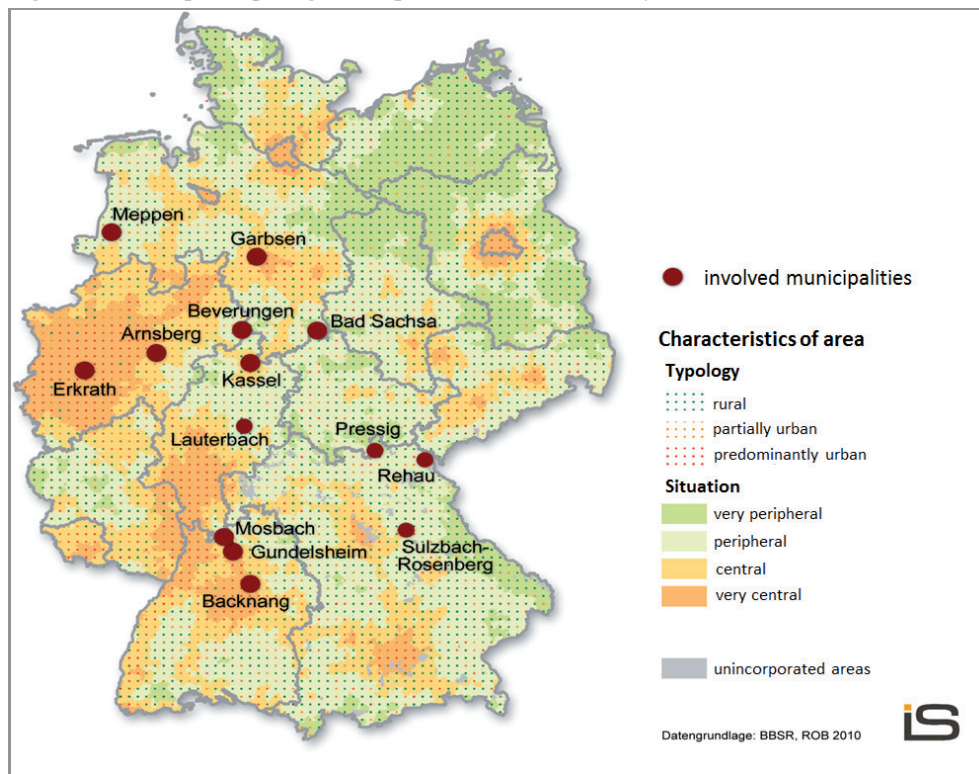 Meppen
Garbsen
Beverungen
Bad Sachsa
Arnsberg
Kassel
Erkrath
Lauterbach
Pressig
Rehau
Mosbach
Gundelsheim
Sulzbach-
Rosenberg
Backnang
involved municipalities
Characteristics of area
Typology
rural
partially urban
predominantly urban
Situation
very peripheral
peripheral
central
very central
unincorporated areas
Datengrundlage: BBSR, ROB 2010
iS